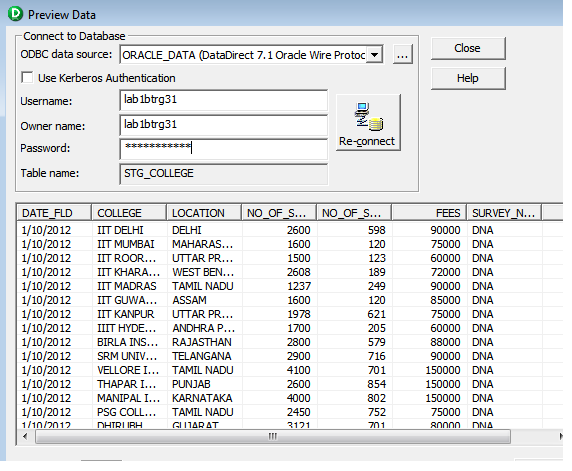 Preview Data
Connect to Database
ODBC data source: ORACLE_DATA (DataDirect 7.1 Oracle Wire Protoc ...
Close
Use Kerberos Authentication
Help
Username: lab1btrg31
Owner name: lab1btrg31
Re-connect
Password: ***********
Table name: STG_COLLEGE
DATE_FLD COLLEGE LOCATION NO_OF_S... NO_OF_S... FEES SURVEY_N...
1/10/2012 IIT DELHI DELHI 2600 598 90000 DNA
1/10/2012 IIT MUMBAI MAHARAS... 1600 120 75000 DNA
1/10/2012 IIT ROOR... UTTAR PR... 1500 123 60000 DNA
1/10/2012 IIT KHARA... WEST BEN... 2608 189 72000 DNA
1/10/2012 IIT MADRAS TAMIL NADU 1237 249 90000 DNA
1/10/2012 IIT GUWA... ASSAM 1600 120 85000 DNA
1/10/2012 IIT KANPUR UTTAR PR... 1978 621 75000 DNA
1/10/2012 IIIT HYDE... ANDHRA P... 1700 205 60000 DNA
1/10/2012 BIRLA INS... RAJASTHAN 2800 579 88000 DNA
1/10/2012 SRM UNIV... TELANGANA 2900 716 90000 DNA
1/10/2012 VELLORE I... TAMIL NADU 4100 701 150000 DNA
1/10/2012 THAPAR I... PUNJAB 2600 854 150000 DNA
1/10/2012 MANIPAL I... KARNATAKA 4000 802 150000 DNA
1/10/2012 PSG COLL... TAMIL NADU 2450 752 75000 DNA
1/10/2012 DHIRUBH... GUJARAT 3121 701 80000 DNA